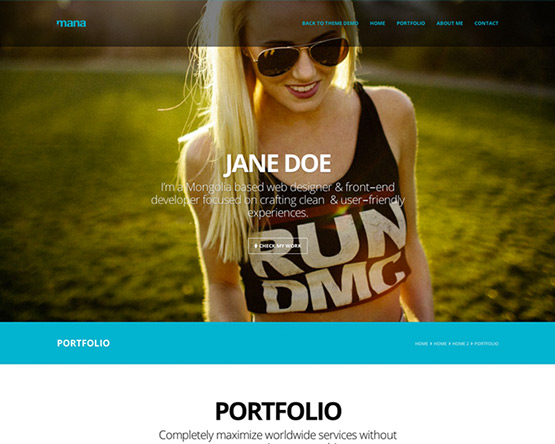 mana
BACK TO THEME DEMO HOME PORTFOLIO ABOUT ME CONTACT
JANE DOE
I'm a Mongolia based web designer & front-end
developer focused on crafting clean & user-friendly
experiences.
CHECK MY WORK
RUN
DMC
PORTFOLIO
HOME HOME HOME 2 PORTFOLIO
PORTFOLIO
Completely maximize worldwide services without